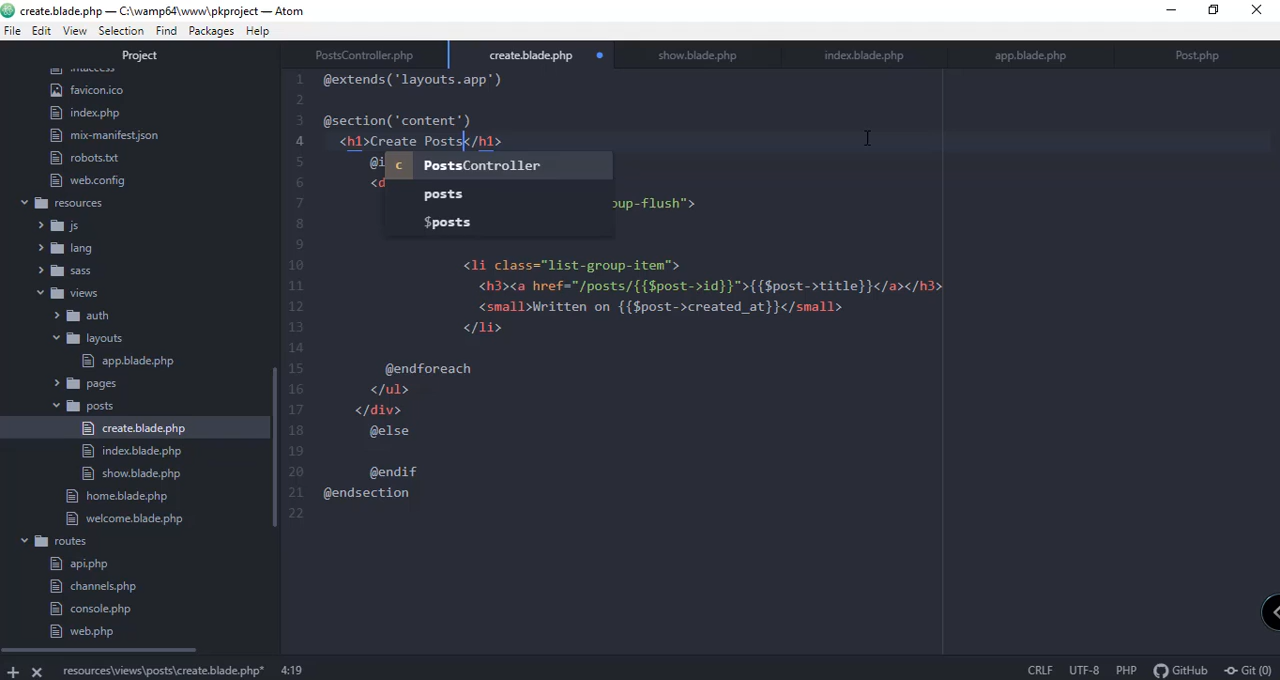 create.blade.php — C:\wamp64\www\pkproject — Atom
File Edit View Selection Find Packages Help
Project
PostsController.php create.blade.php show.blade.php index.blade.php app.blade.php Post.php
favicon.ico
index.php
mix-manifest.json
robots.txt
web.config
resources
js
lang
sass
views
auth
layouts
app.blade.php
pages
posts
create.blade.php
index.blade.php
show.blade.php
home.blade.php
welcome.blade.php
routes
api.php
channels.php
console.php
web.php
1 @extends('layouts.app')
2
3 @section('content')
4 <h1>Create Posts</h1>
5 @i
6 <d
7 oup-flush">
8
9
10 <li class="list-group-item">
11 <h3><a href="/posts/{{$post->id}}">{{$post->title}}</a></h3>
12 <small>Written on {{$post->created_at}}</small>
13 </li>
14
15 @endforeach
16 </ul>
17 </div>
18 @else
19
20 @endif
21 @endsection
22
c PostsController
posts
$posts
resources\views\posts\create.blade.php* 4:19 CRLF UTF-8 PHP GitHub Git (0)